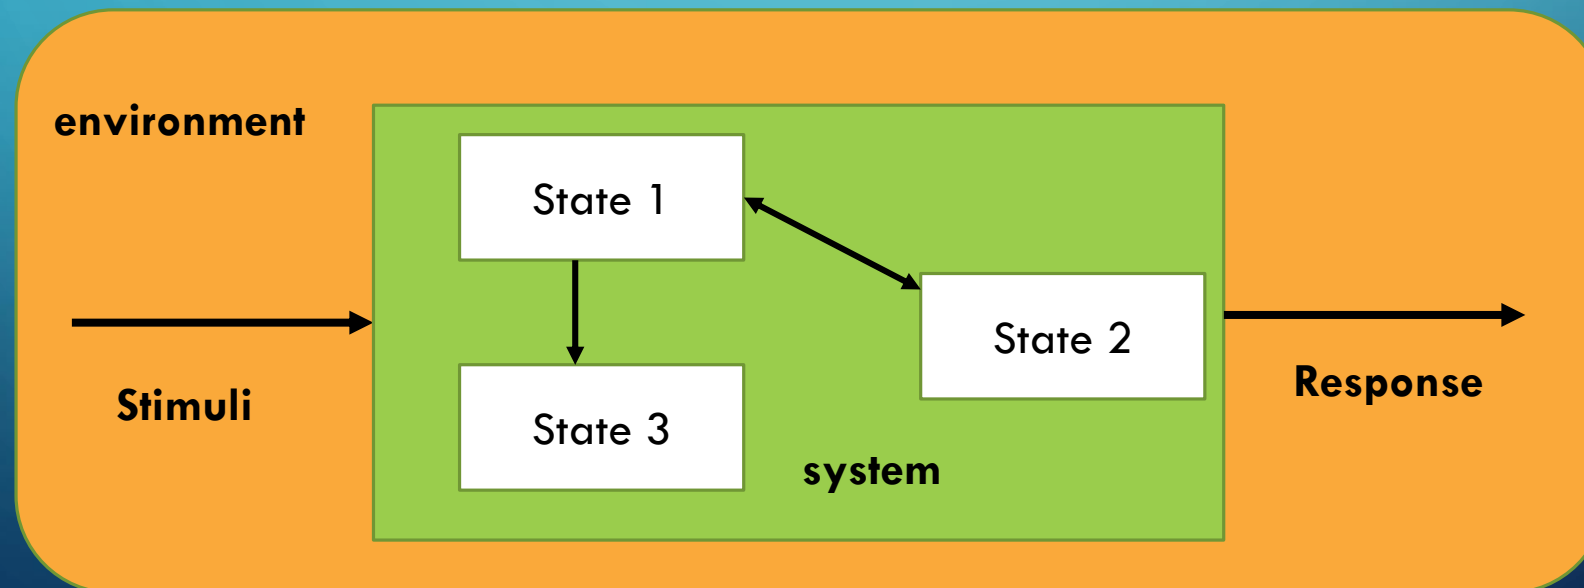 environment
State 1
State 2
Stimuli
Response
State 3
system